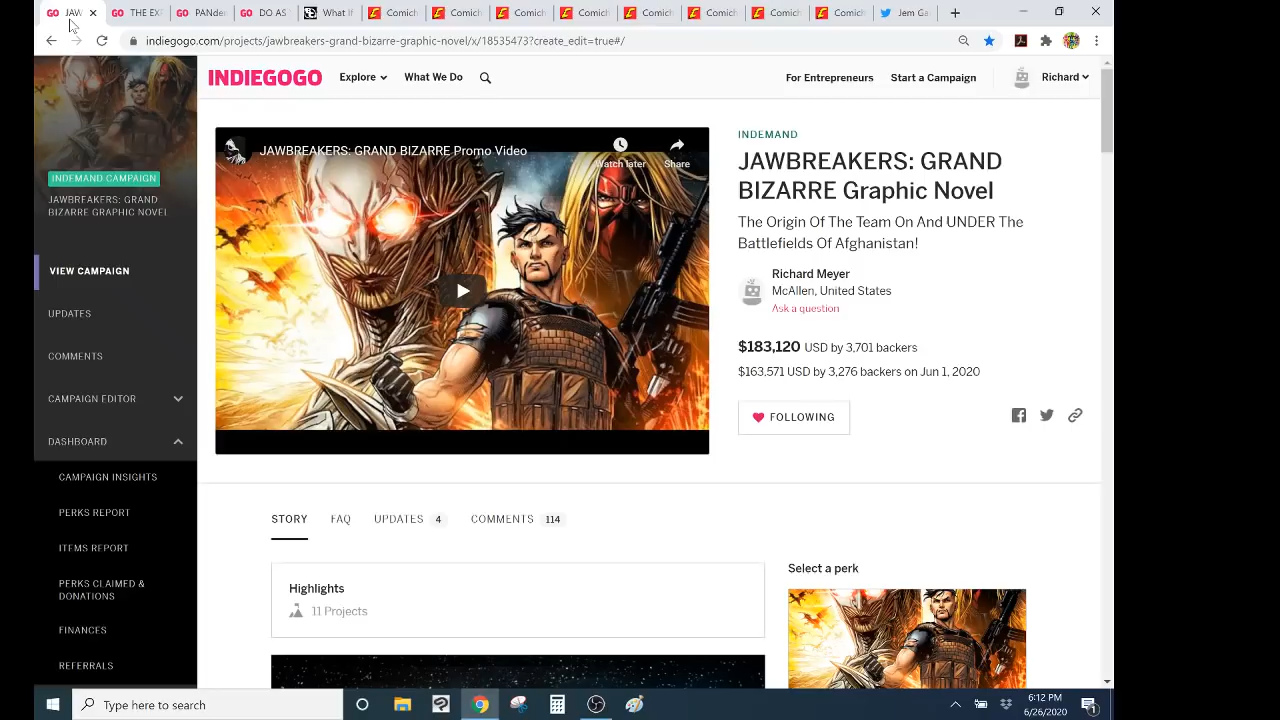 GO JAW
GO THE EX
GO PANder
GO DO AS
What If
Comich
Comich
Comich
Comich
Comich
Comich
Comich
Comich
Jem Ga
indiegogo.com/projects/jawbreakers-grand-bizarre-graphic-novel/x/18535473?create_edit=true#/
INDIEGOGO
Explore
What We Do
For Entrepreneurs
Start a Campaign
Richard
INDEMAND CAMPAIGN
JAWBREAKERS: GRAND
BIZARRE GRAPHIC NOVEL
VIEW CAMPAIGN
UPDATES
COMMENTS
CAMPAIGN EDITOR
DASHBOARD
CAMPAIGN INSIGHTS
PERKS REPORT
ITEMS REPORT
PERKS CLAIMED &
DONATIONS
FINANCES
REFERRALS
JAWBREAKERS: GRAND BIZARRE Promo Video
Watch later
Share
INDEMAND
JAWBREAKERS: GRAND
BIZARRE Graphic Novel
The Origin Of The Team On And UNDER The
Battlefields Of Afghanistan!
Richard Meyer
McAllen, United States
Ask a question
$183,120 USD by 3,701 backers
$163,571 USD by 3,276 backers on Jun 1, 2020
FOLLOWING
STORY
FAQ
UPDATES 4
COMMENTS 114
Highlights
11 Projects
Select a perk
Type here to search
6:12 PM
6/26/2020
1